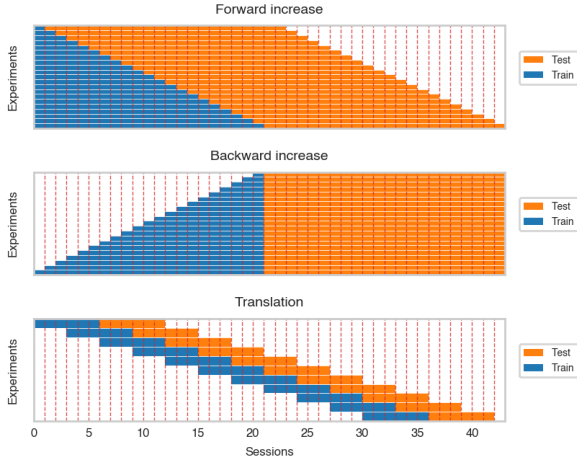 Forward increase
Experiments
Test
Train
Backward increase
Experiments
Test
Train
Translation
Experiments
Test
Train
0 5 10 15 20 25 30 35 40
Sessions